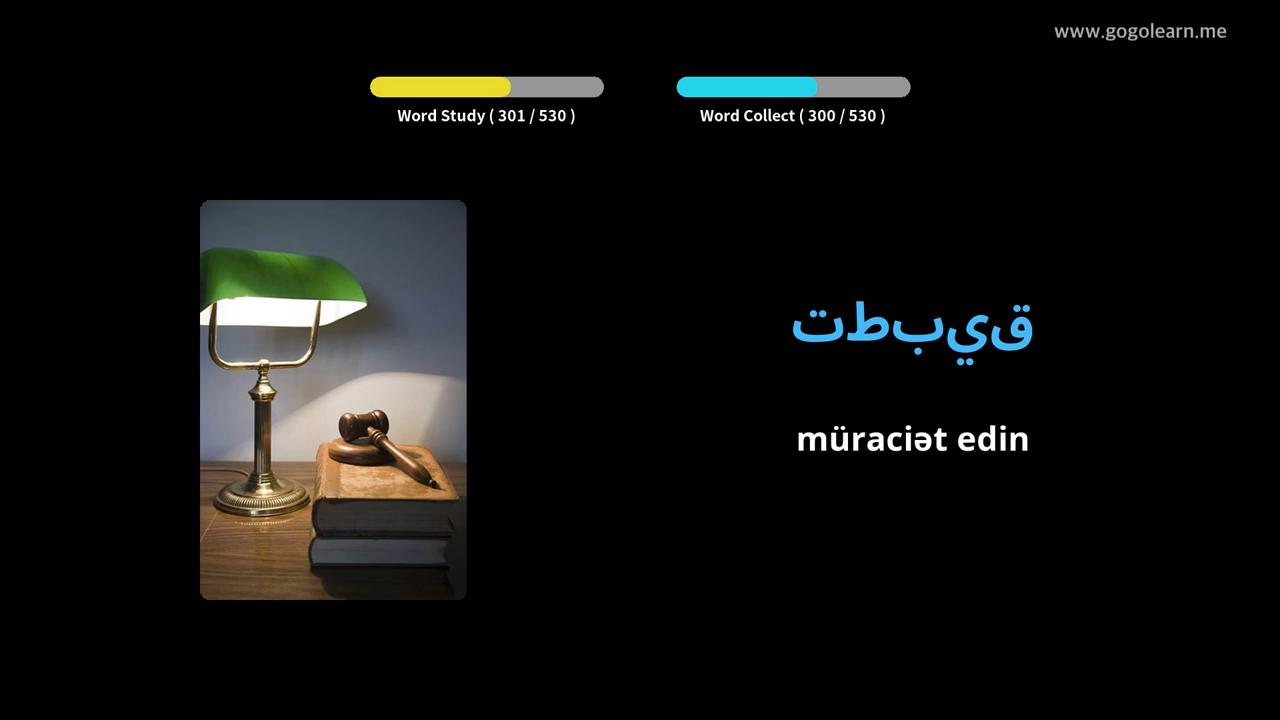 www.gogolearn.me
Word Study ( 301 / 530 )
Word Collect ( 300 / 530 )
تطبيق
müraciət edin